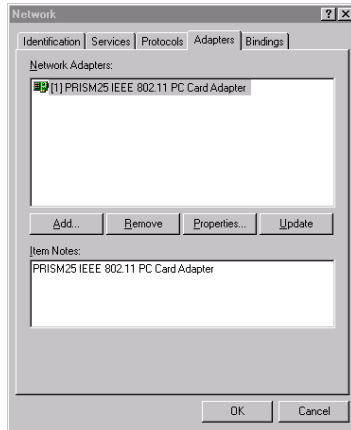 Network
Identification Services Protocols Adapters Bindings
Network Adapters:
[1] PRISM25 IEEE 802.11 PC Card Adapter
Add... Remove Properties... Update
Item Notes:
PRISM25 IEEE 802.11 PC Card Adapter
OK Cancel